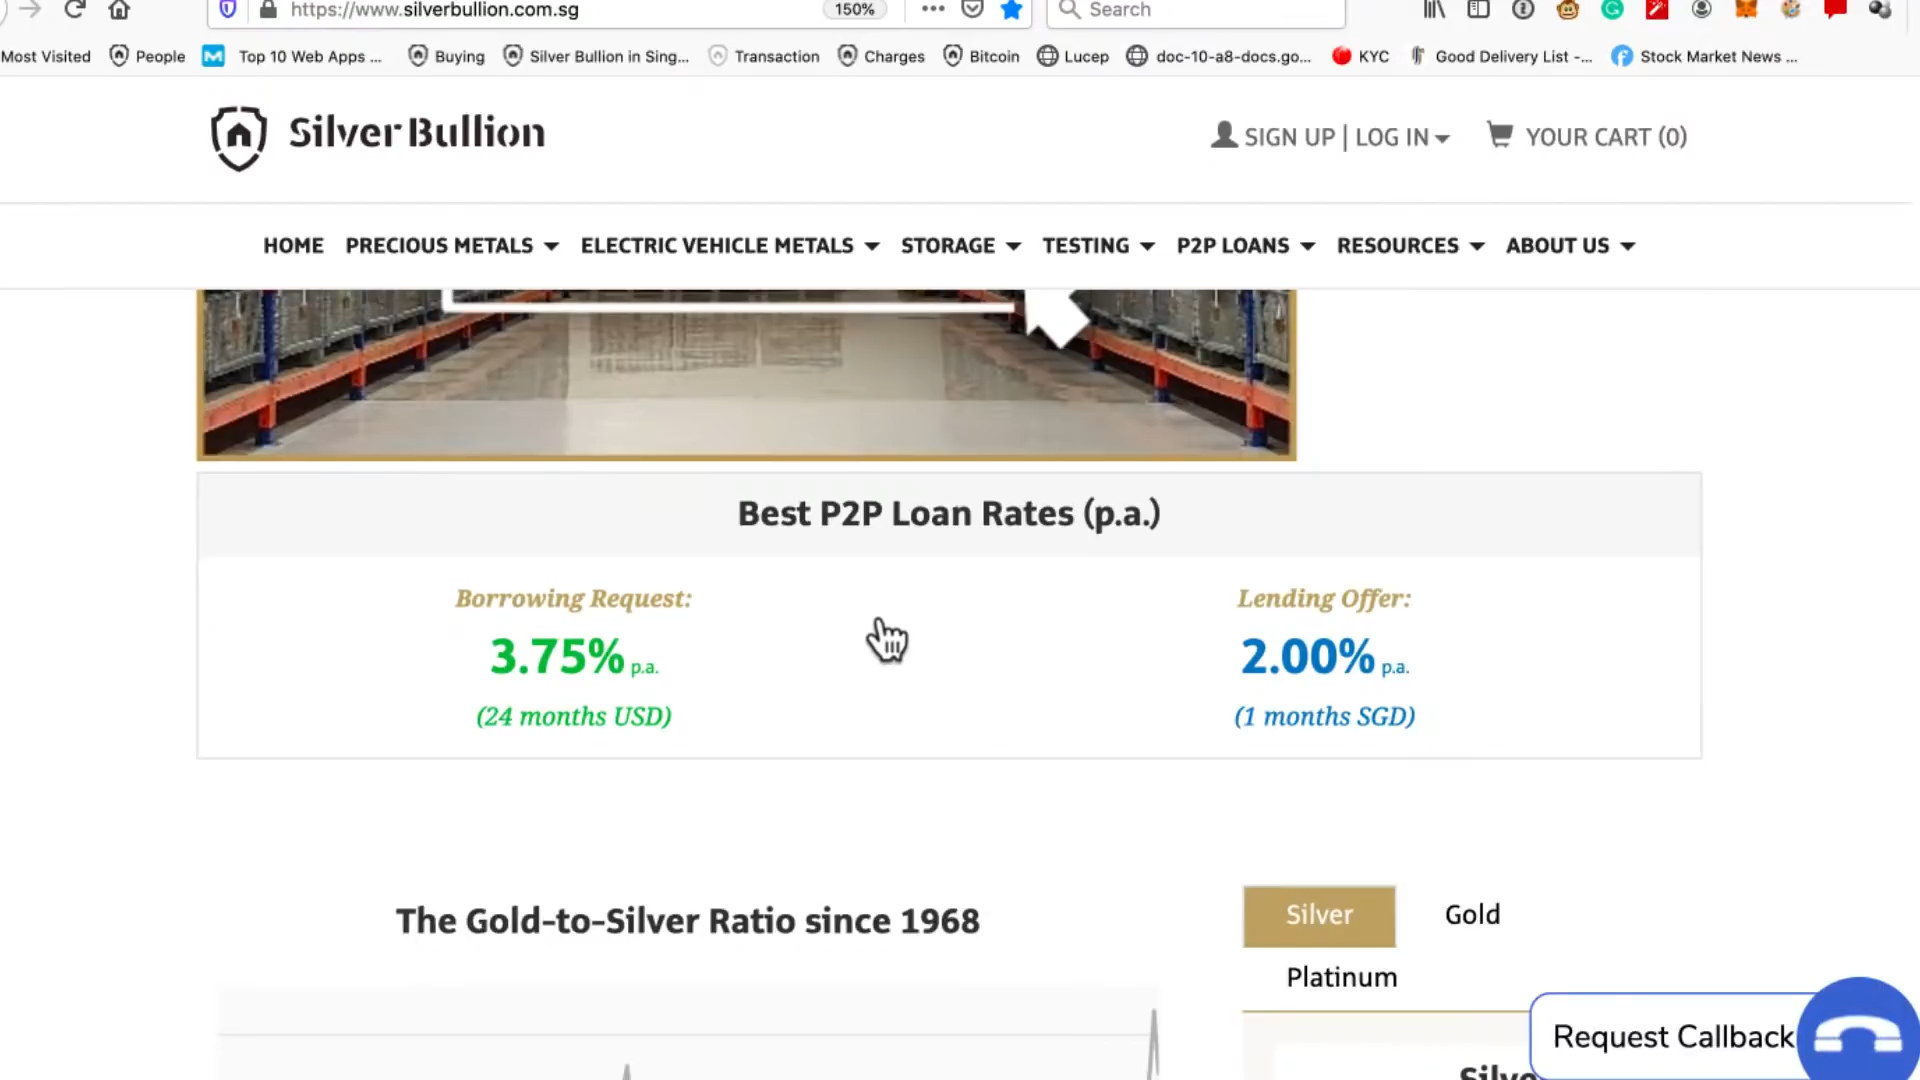 https://www.silverbullion.com.sg
150%
Search
Most Visited
People
Top 10 Web Apps ...
Buying
Silver Bullion in Sing...
Transaction
Charges
Bitcoin
Lucep
doc-10-a8-docs.go...
KYC
Good Delivery List -...
Stock Market News ...
Silver Bullion
SIGN UP | LOG IN
YOUR CART (0)
HOME
PRECIOUS METALS
ELECTRIC VEHICLE METALS
STORAGE
TESTING
P2P LOANS
RESOURCES
ABOUT US
Best P2P Loan Rates (p.a.)
Borrowing Request:
3.75% p.a.
(24 months USD)
Lending Offer:
2.00% p.a.
(1 months SGD)
The Gold-to-Silver Ratio since 1968
Silver
Gold
Platinum
Request Callback